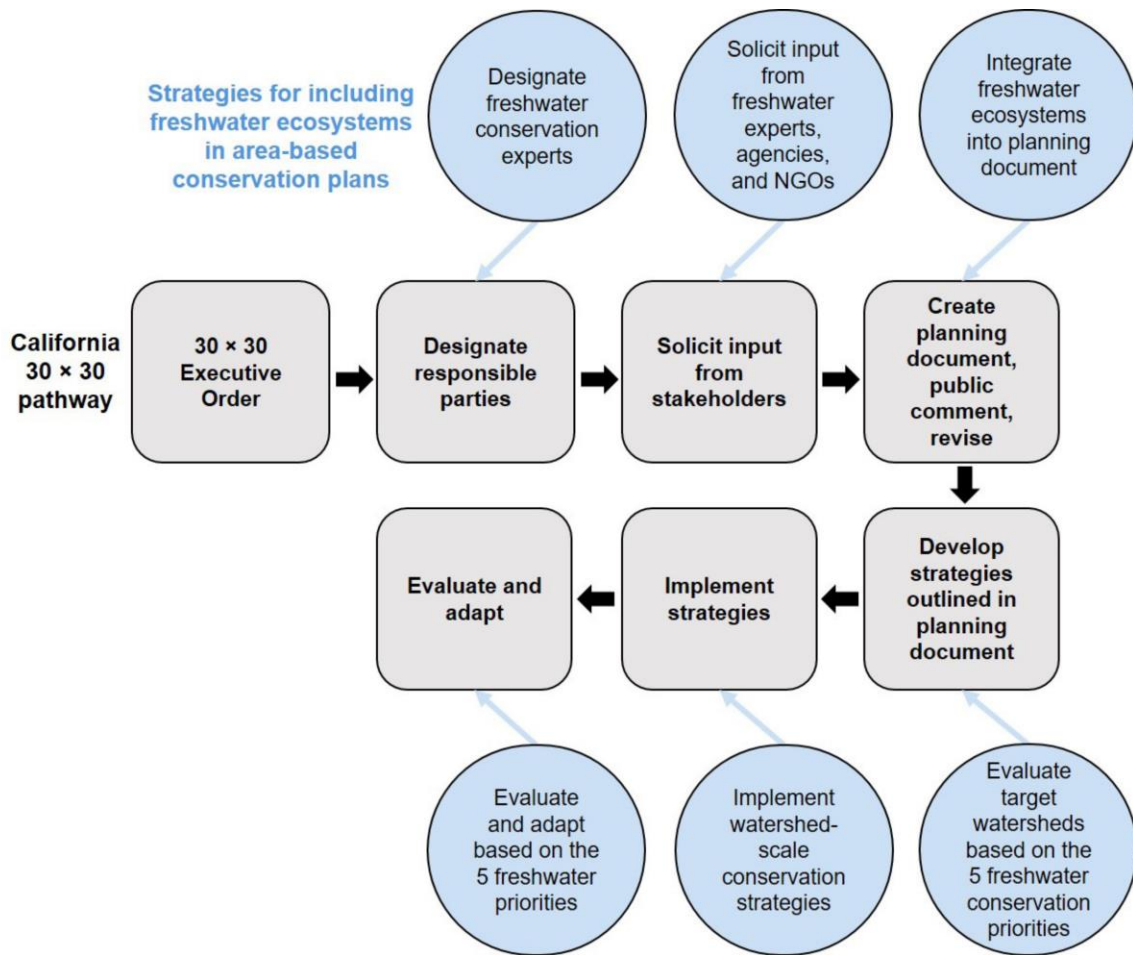 Strategies for including
freshwater ecosystems
in area-based
conservation plans
Designate
freshwater
conservation
experts
Solicit input
from
freshwater
experts,
agencies,
and NGOs
Integrate
freshwater
ecosystems
into planning
document
California
30 × 30
pathway
30 × 30
Executive
Order
Designate
responsible
parties
Solicit input
from
stakeholders
Create
planning
document,
public
comment,
revise
Evaluate and
adapt
Implement
strategies
Develop
strategies
outlined in
planning
document
Evaluate
and adapt
based on the
5 freshwater
priorities
Implement
watershed-
scale
conservation
strategies
Evaluate
target
watersheds
based on the
5 freshwater
conservation
priorities